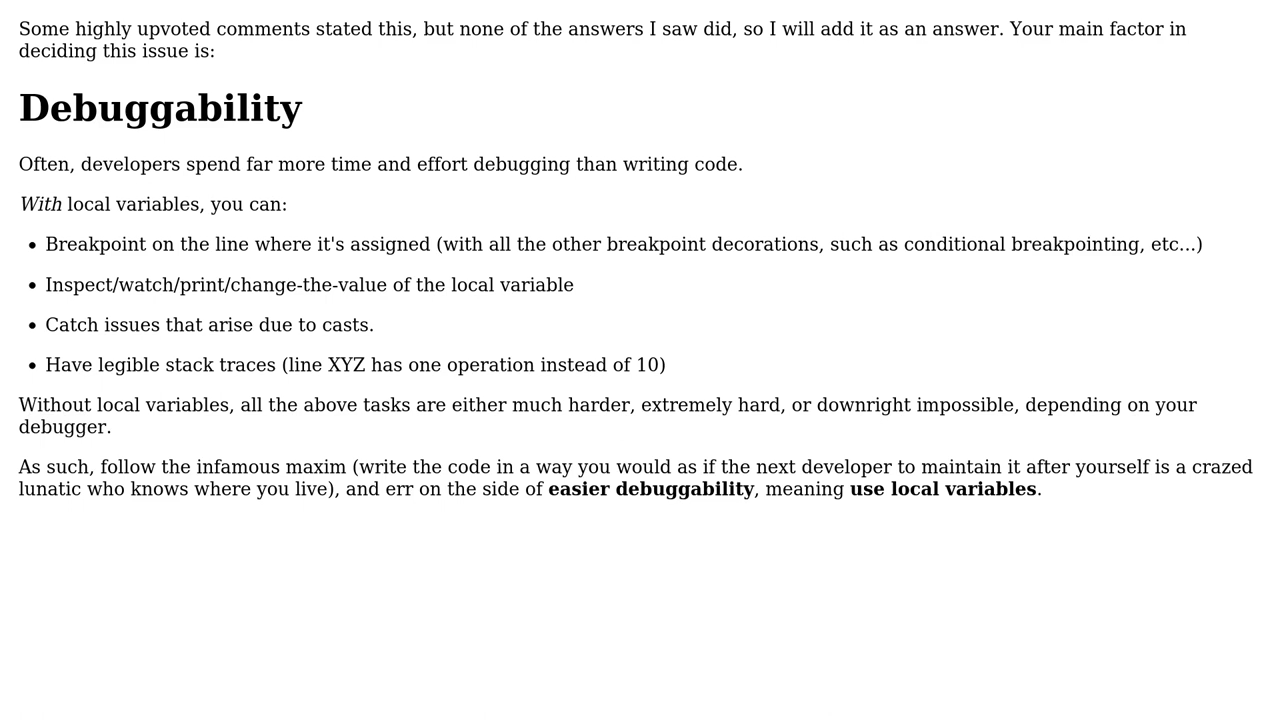 Some highly upvoted comments stated this, but none of the answers I saw did, so I will add it as an answer. Your main factor in
deciding this issue is:
Debuggability
Often, developers spend far more time and effort debugging than writing code.
With local variables, you can:
• Breakpoint on the line where it's assigned (with all the other breakpoint decorations, such as conditional breakpointing, etc...)
• Inspect/watch/print/change-the-value of the local variable
• Catch issues that arise due to casts.
• Have legible stack traces (line XYZ has one operation instead of 10)
Without local variables, all the above tasks are either much harder, extremely hard, or downright impossible, depending on your
debugger.
As such, follow the infamous maxim (write the code in a way you would as if the next developer to maintain it after yourself is a crazed
lunatic who knows where you live), and err on the side of easier debuggability, meaning use local variables.